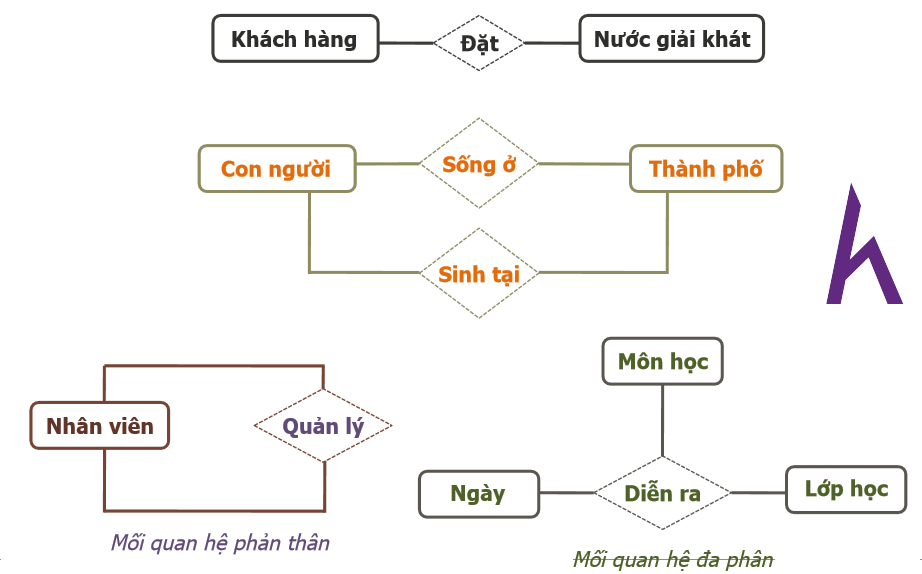 Khách hàng
Đặt
Nước giải khát
Con người
Sống ở
Thành phố
Sinh tại
Môn học
Nhân viên
Quản lý
Ngày
Diễn ra
Lớp học
Mối quan hệ phản thân
Mối quan hệ đa phân